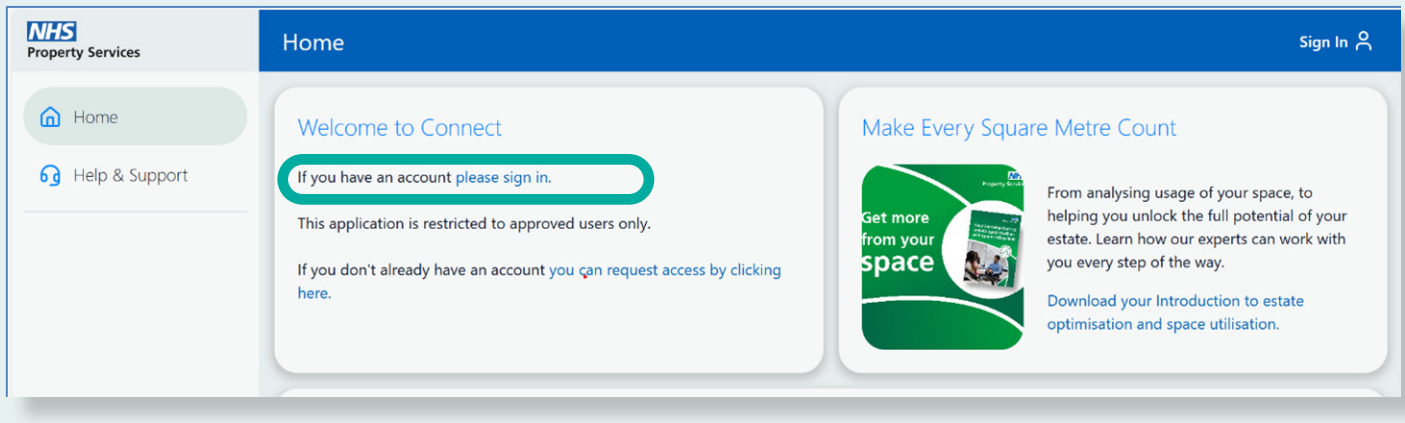 NHS
Property Services
Home
Sign In
Home
Help & Support
Welcome to Connect
If you have an account please sign in.
This application is restricted to approved users only.
If you don't already have an account you can request access by clicking
here.
Make Every Square Metre Count
NHS
Property Servic
Get more
from your
space
From analysing usage of your space, to
helping you unlock the full potential of your
estate. Learn how our experts can work with
you every step of the way.
Download your Introduction to estate
optimisation and space utilisation.